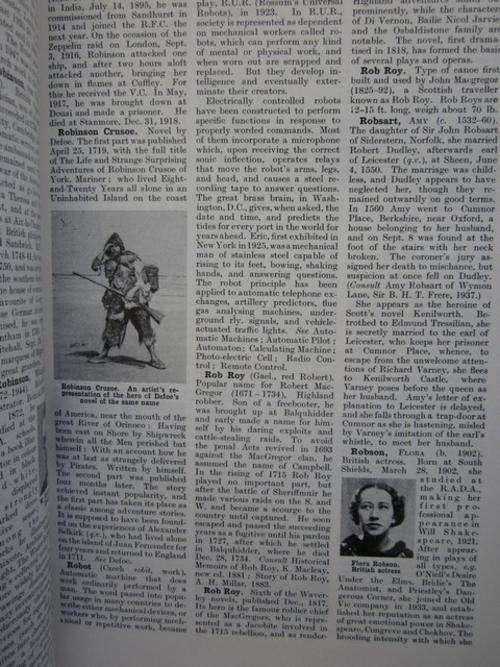 in India, July 14, 1895, he was
commissioned from Sandhurst in
1914 and joined the R.F.C. the
next year. On the occasion of the
Zeppelin raid on London, Sept.
3, 1916, Robinson attacked one
ship, and after two hours aloft
attacked another, bringing her
down in flames at Cuffley. For
this he received the V.C. In May,
1917, he was brought down at
Douai and made a prisoner. He
died at Stanmore, Dec. 31, 1918.
Robinson Crusoe. Novel by
Defoe. The first part was published
April 25, 1719, with the full title
of The Life and Strange Surprising
Adventures of Robinson Crusoe of
York, Mariner; who lived Eight-
and-Twenty Years all alone in an
Uninhabited Island on the coast
Robinson Crusoe. An artist's re-
presentation of the hero of Defoe's
novel of the same name
of America, near the mouth of the
great River of Orinoco; Having
been cast on Shore by Shipwreck
wherein all the Men perished but
himself: With an account how he
was at last as strangely delivered
by Pirates. Written by himself.
The second part was published
four months later. The story
achieved instant popularity, and
the first part has taken its place as
a classic among adventure stories.
It is supposed to have been found-
ed on the experiences of Alexander
Selkirk (q.v.), who had lived alone
on the island of Juan Fernandez for
four years and returned to England
in 1711. See Defoe.
Robot (Czech robit, work).
Automatic machine that does
work ordinarily performed by a
man. The word passed into popu-
lar usage in many countries to de-
scribe either mechanical devices, or
workers who, by performing mech-
anical or repetitive work, became
play, R.U.R. (Rossum's Universal
Robots), in 1923. In R.U.R.,
society is represented as dependent
on mechanical workers called ro-
bots, which can perform any kind
of mental or physical work, and
when worn out are scrapped and
replaced. But they develop in-
telligence and eventually exter-
minate their creators.
Electrically controlled robots
have been constructed to perform
specific functions in response to
properly worded commands. Most
of them incorporate a microphone
which, upon receiving the correct
sonic inflection, operates relays
that move the robot's arms, legs,
and head, and causes a steel re-
cording tape to answer questions.
The great brass brain, in Wash-
ington, D.C., gives, when asked, the
date and time, and predicts the
tides for every port in the world for
years ahead. Eric, first exhibited in
New York in 1925, was a mechanical
man of stainless steel capable of
rising to its feet, bowing, shaking
hands, and answering questions.
The robot principle has been
applied to automatic telephone ex-
changes, artillery predictors, flue
gas analysing machines, under-
ground rly. signals, and vehicle-
actuated traffic lights. See Auto-
matic Machines; Automatic Pilot;
Automaton; Calculating Machine;
Photo-electric Cell; Radio Con-
trol; Remote Control.
Rob Roy (Gael., red Robert).
Popular name for Robert Mac-
Gregor (1671-1734), Highland
robber. Son of a freebooter, he
was brought up at Balquhidder
and early made a name for him-
self by his daring exploits and
cattle-stealing raids. To avoid
the penal Acts revived in 1693
against the MacGregor clan, he
assumed the name of Campbell.
In the rising of 1715 Rob Roy
played no important part, but
after the battle of Sheriffmuir he
made various raids on the S. and
W. and became a scourge to the
country until captured. He soon
escaped and passed the succeeding
years as a fugitive until his pardon
in 1727, after which he settled
in Balquhidder, where he died
Dec. 28, 1734. Consult Historical
Memoirs of Rob Roy, K. Macleay,
new ed. 1881; Story of Rob Roy,
A. H. Millar, 1883.
Rob Roy. Sixth of the Waver-
ley novels, published Dec., 1817.
Its hero is the famous robber chief
of the MacGregors, who is repre-
sented as a Jacobite involved in
the 1715 rebellion, and as render-
prominently, while the character
of Di Vernon, Bailie Nicol Jarvie
and the Osbaldistone family are
notable. The novel, first drama-
tised in 1818, has formed the basis
of several plays and operas.
Rob Roy. Type of canoe first
built and used by John Macgregor
(1825-92), a Scottish traveller
known as Rob Roy. Rob Roys are
12-15 ft. long, weigh about 70 lb.
Robsart, AMY (c. 1532-60).
The daughter of Sir John Robsart
of Siderstern, Norfolk, she married
Robert Dudley, afterwards earl
of Leicester (q.v.), at Sheen, June
4, 1550. The marriage was child-
less, and Dudley appears to have
neglected her, though they re-
mained outwardly on good terms.
In 1560 Amy went to Cumnor
Place, Berkshire, near Oxford, a
house belonging to her husband,
and on Sept. 8 was found at the
foot of the stairs with her neck
broken. The coroner's jury as-
signed her death to mischance, but
suspicion at once fell on Dudley.
(Consult Amy Robsart of Wymon
Lane, Sir B. H. T. Frere, 1937.)
She appears as the heroine of
Scott's novel Kenilworth. Be-
trothed to Edmund Tressilian, she
is secretly married to the earl of
Leicester, who keeps her prisoner
at Cumnor Place, whence, to
escape from the unwelcome atten-
tions of Richard Varney, she flees
to Kenilworth Castle, where
Varney poses before the queen as
her husband. Amy's letter of ex-
planation to Leicester is delayed,
and she falls through a trap-door at
Cumnor as she is hastening, misled
by Varney's imitation of the earl's
whistle, to meet her husband.
Robson, FLORA (b. 1902).
British actress. Born at South
Shields, March 28, 1902, she
studied at
the R.A.D.A.,
making her
first pro-
fessional ap-
pearance in
Will Shake-
speare, 1921.
After appear-
ing in plays of
all types, e.g.
O'Neill's Desire
Flora Robson,
British actress
Under the Elms, Bridie's The
Anatomist, and Priestley's Dan-
gerous Corner, she joined the Old
Vic company in 1933, and estab-
lished her reputation as an actress
of great emotional power in Shake-
speare, Congreve and Chekhov. The
brooding intensity with which she